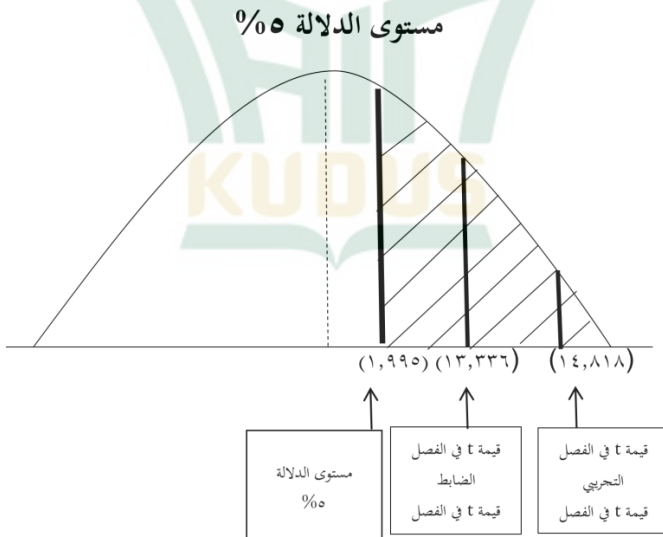 مستوى الدلالة ٥%
KUDUS
(١,٩٩٥) (١٣,٣٣٦) (١٤,٨١٨)
مستوى الدلالة
%٥
قيمة t في الفصل
الضابط
قيمة t في الفصل
قيمة t في الفصل
التجريبي
قيمة t في الفصل